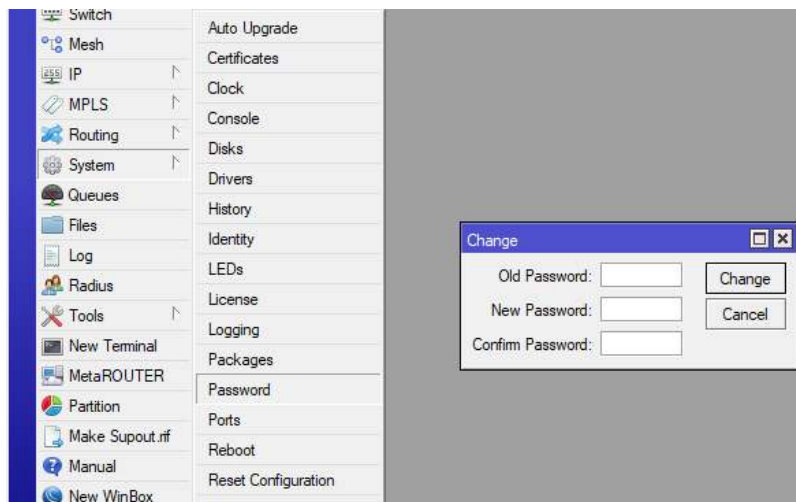 Switch
Mesh
255 IP
MPLS
Routing
System
Queues
Files
Log
Radius
Tools
New Terminal
MetaROUTER
Partition
Make Supout.rif
Manual
New WinBox
Auto Upgrade
Certificates
Clock
Console
Disks
Drivers
History
Identity
LEDs
License
Logging
Packages
Password
Ports
Reboot
Reset Configuration
Change
Old Password:
Change
New Password:
Cancel
Confirm Password: